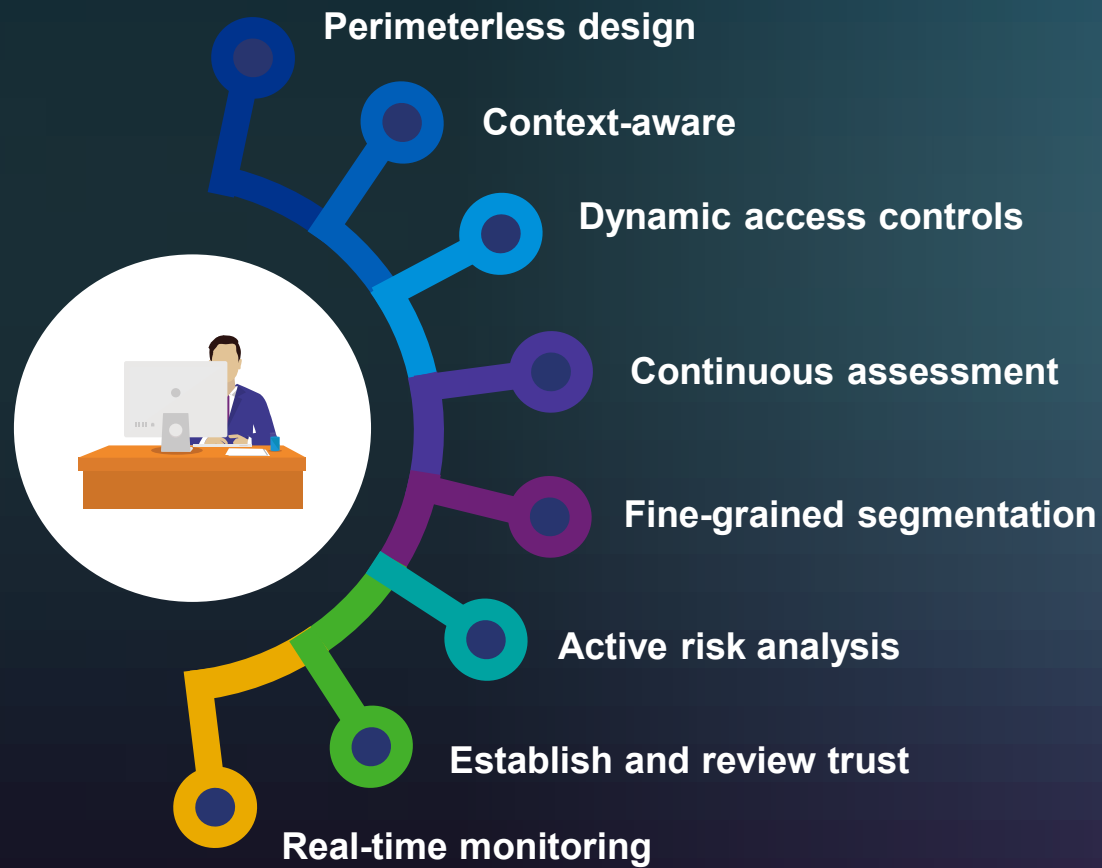 Perimeterless design
Context-aware
Dynamic access controls
Continuous assessment
Fine-grained segmentation
Active risk analysis
Establish and review trust
Real-time monitoring